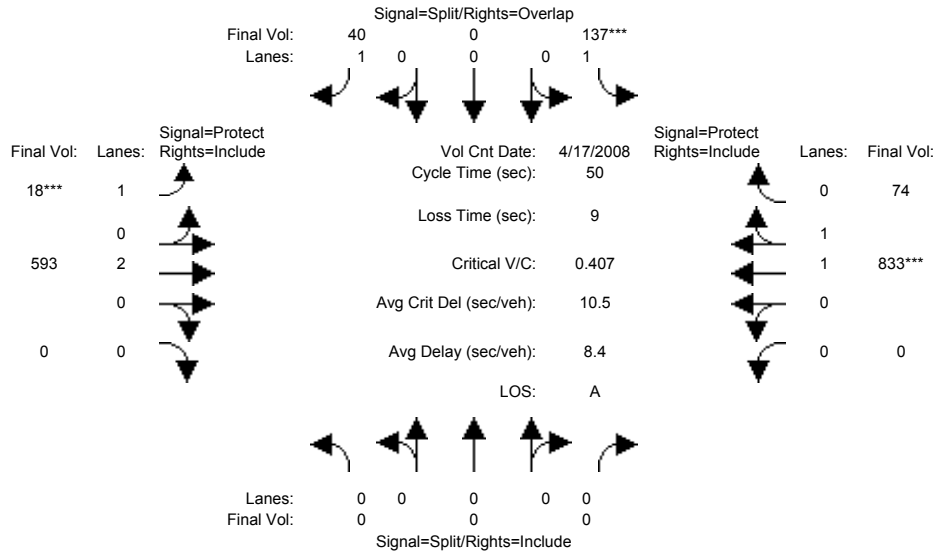 Signal=Split/Rights=Overlap
Final Vol: 40 0 137***
Lanes: 1 0 0 0 1
Signal=Protect Signal=Protect
Final Vol: Lanes: Rights=Include Vol Cnt Date: 4/17/2008 Rights=Include Lanes: Final Vol:
Cycle Time (sec): 50
18*** 1 0 74
Loss Time (sec): 9
0 1
593 2 Critical V/C: 0.407 1 833***
0 Avg Crit Del (sec/veh): 10.5 0
0 0 Avg Delay (sec/veh): 8.4 0 0
LOS: A
Lanes: 0 0 0 0 0
Final Vol: 0 0 0
Signal=Split/Rights=Include